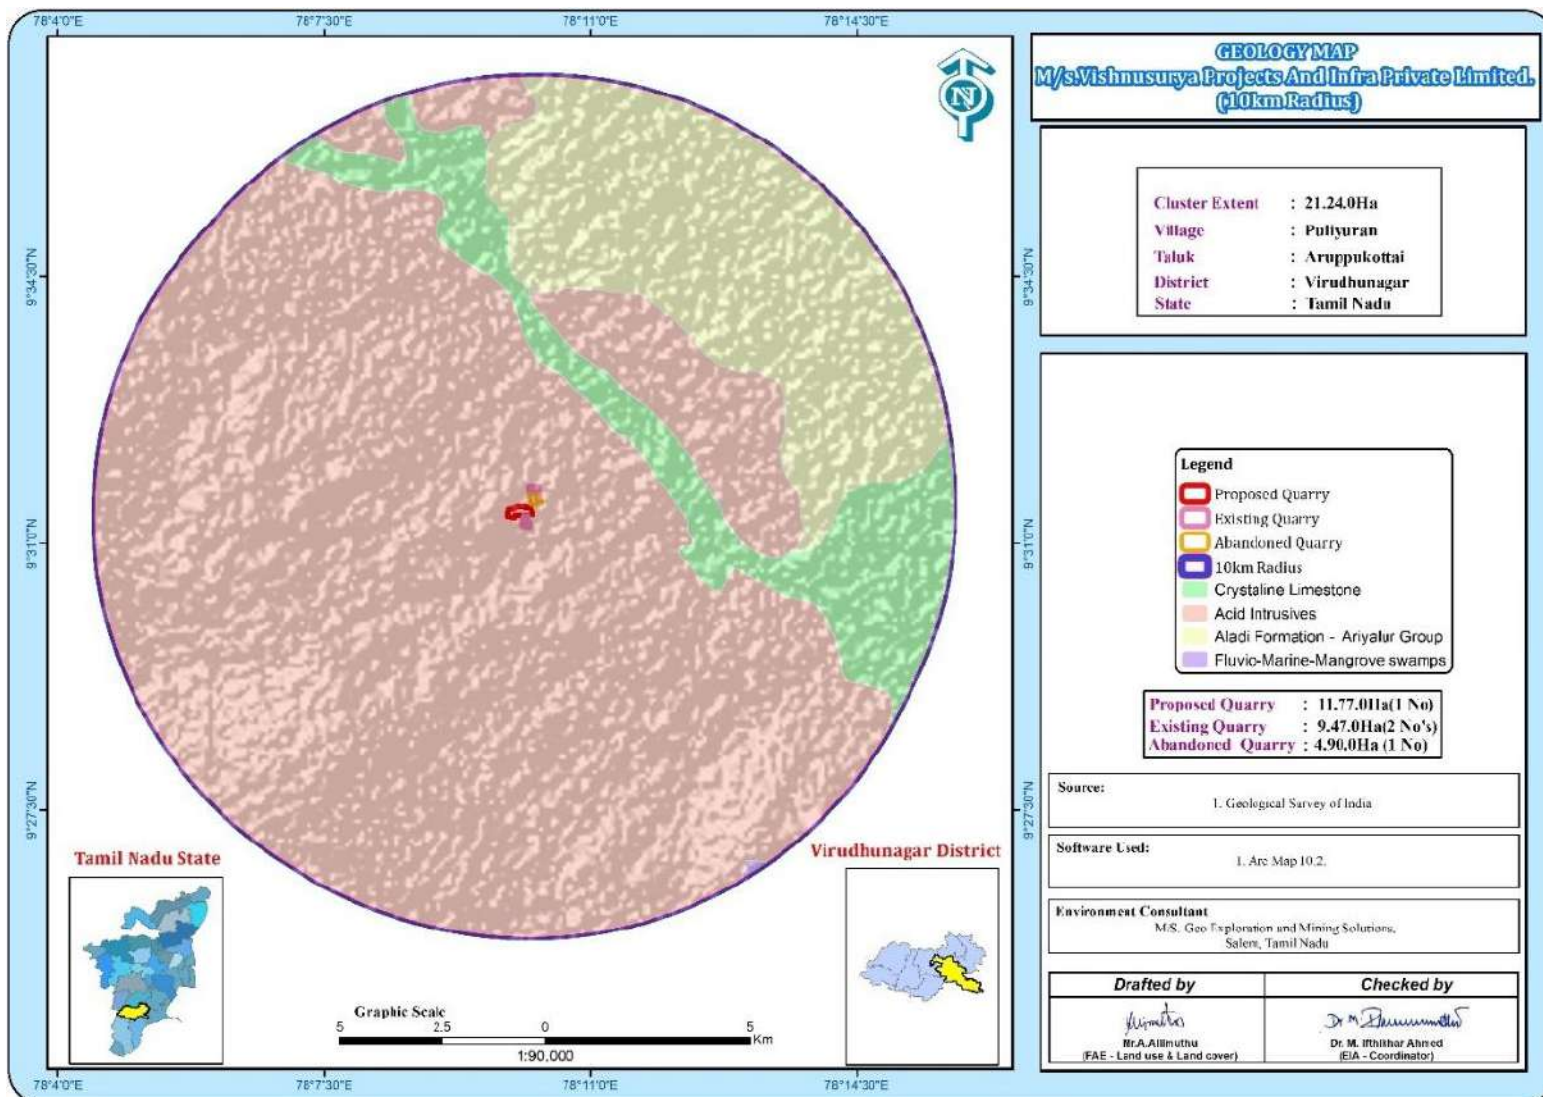 78°4'0"E 78°7'30"E 78°11'0"E 78°14'30"E
GEOLOGY MAP
M/s.Vishnusurya Projects And Infra Private Limited.
(10km Radius)
N
Cluster Extent : 21.24.0Ha
Village : Puliyuran
Taluk : Aruppukottai
District : Virudhunagar
State : Tamil Nadu
9°34'30"N 9°34'30"N
9°31'0"N 9°31'0"N
9°27'30"N 9°27'30"N
Legend
Proposed Quarry
Existing Quarry
Abandoned Quarry
10km Radius
Crystaline Limestone
Acid Intrusives
Aladi Formation - Ariyalur Group
Fluvio-Marine-Mangrove swamps
Proposed Quarry : 11.77.0Ha(1 No)
Existing Quarry : 9.47.0Ha(2 No's)
Abandoned Quarry : 4.90.0Ha (1 No)
Source:
1. Geological Survey of India
Software Used:
1. Arc Map 10.2.
Environment Consultant
M/S. Geo Exploration and Mining Solutions,
Salem, Tamil Nadu
Drafted by Checked by
Mr.A.Allimuthu Dr. M. Ifthikhar Ahmed
(FAE - Land use & Land cover) (EIA - Coordinator)
Tamil Nadu State
Virudhunagar District
Graphic Scale
5 2.5 0 5
Km
1:90,000
78°4'0"E 78°7'30"E 78°11'0"E 78°14'30"E